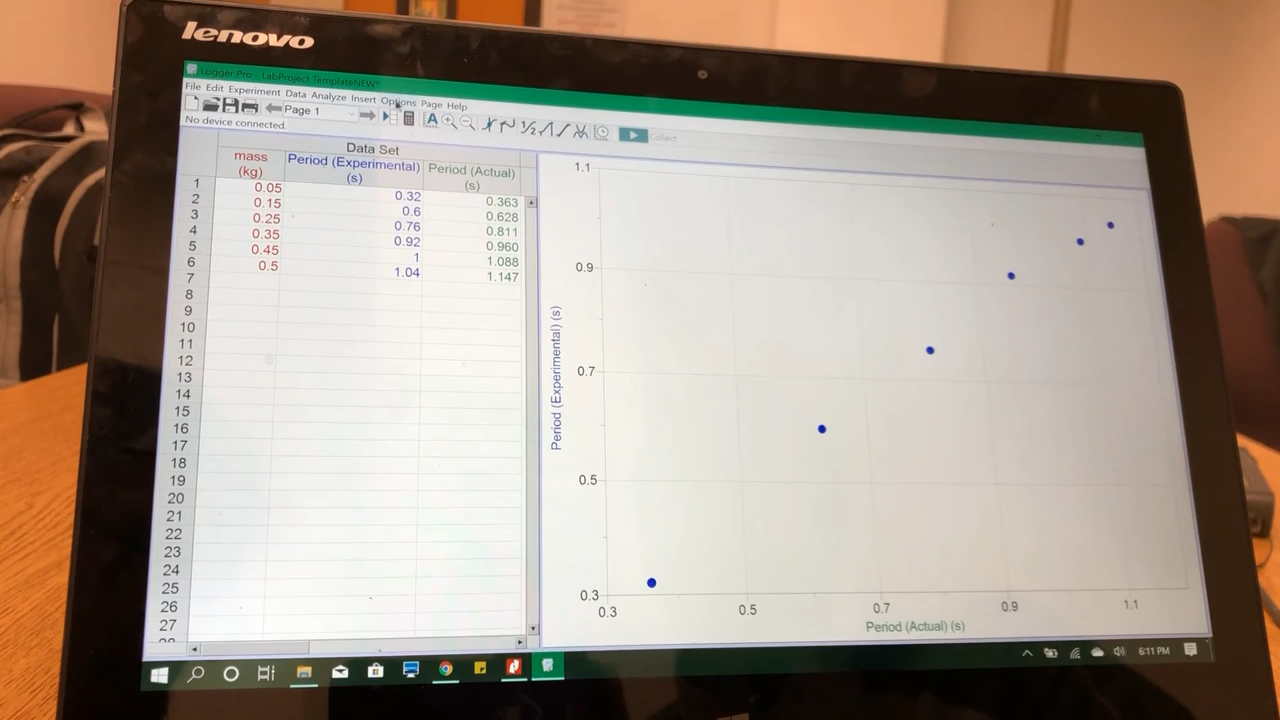 lenovo
Logger Pro - LabProject TemplateNEW*
File Edit Experiment Data Analyze Insert Options Page Help
Page 1
No device connected.
Collect
Data Set
mass (kg) Period (Experimental) (s) Period (Actual) (s)
1 0.05 0.32 0.363
2 0.15 0.6 0.628
3 0.25 0.76 0.811
4 0.35 0.92 0.960
5 0.45 1 1.088
6 0.5 1.04 1.147
7
8
9
10
11
12
13
14
15
16
17
18
19
20
21
22
23
24
25
26
27
1.1
0.9
0.7
0.5
0.3
Period (Experimental) (s)
0.3 0.5 0.7 0.9 1.1
Period (Actual) (s)
6:11 PM